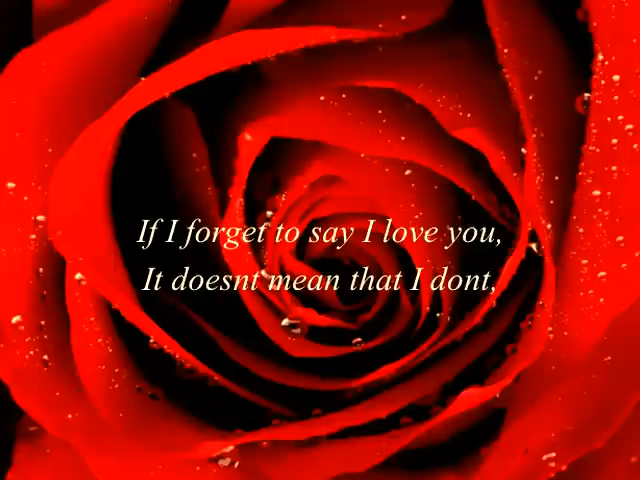 If I forget to say I love you,
It doesnt mean that I dont,